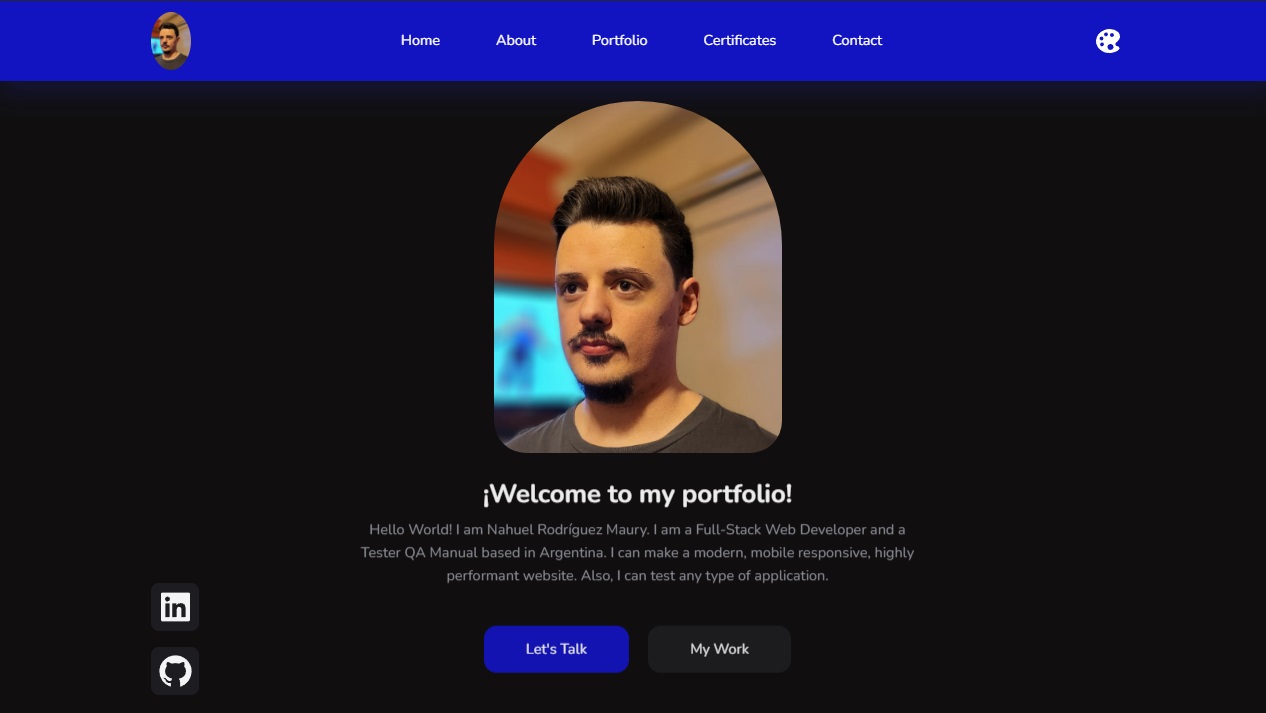 Home About Portfolio Certificates Contact
¡Welcome to my portfolio!
Hello World! I am Nahuel Rodríguez Maury. I am a Full-Stack Web Developer and a
Tester QA Manual based in Argentina. I can make a modern, mobile responsive, highly
performant website. Also, I can test any type of application.
in
Let's Talk My Work